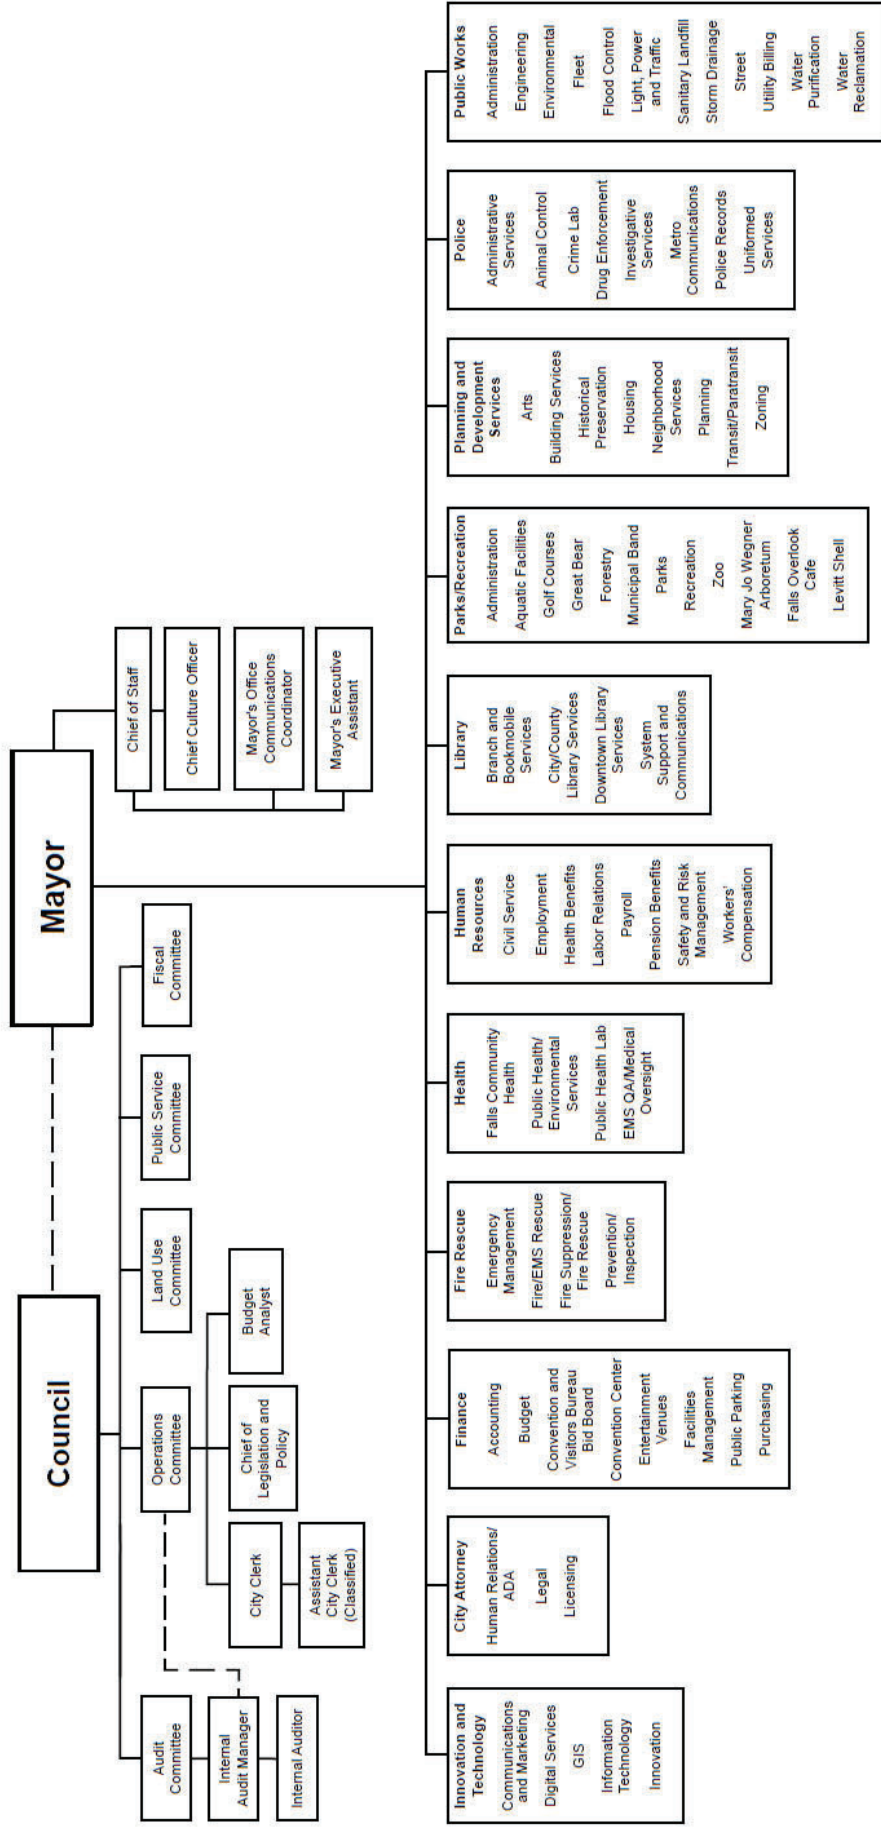 Council
Mayor
Audit
Committee
Operations
Committee
Land Use
Committee
Public Service
Committee
Fiscal
Committee
Internal
Audit Manager
Internal Auditor
City Clerk
Assistant
City Clerk
(Classified)
Chief of
Legislation and
Policy
Budget
Analyst
Chief of Staff
Chief Culture Officer
Mayor's Office
Communications
Coordinator
Mayor's Executive
Assistant
Innovation and
Technology
Communications
and Marketing
Digital Services
GIS
Information
Technology
Innovation
City Attorney
Human Relations/
ADA
Legal
Licensing
Finance
Accounting
Budget
Convention and
Visitors Bureau
Bid Board
Convention Center
Entertainment
Venues
Facilities
Management
Public Parking
Purchasing
Fire Rescue
Emergency
Management
Fire/EMS Rescue
Fire Suppression/
Fire Rescue
Prevention/
Inspection
Health
Falls Community
Health
Public Health/
Environmental
Services
Public Health Lab
EMS QA/Medical
Oversight
Human
Resources
Civil Service
Employment
Health Benefits
Labor Relations
Payroll
Pension Benefits
Safety and Risk
Management
Workers'
Compensation
Library
Branch and
Bookmobile
Services
City/County
Library Services
Downtown Library
Services
System
Support and
Communications
Parks/Recreation
Administration
Aquatic Facilities
Golf Courses
Great Bear
Forestry
Municipal Band
Parks
Recreation
Zoo
Mary Jo Wegner
Arboretum
Falls Overlook
Cafe
Levitt Shell
Planning and
Development
Services
Arts
Building Services
Historical
Preservation
Housing
Neighborhood
Services
Planning
Transit/Paratransit
Zoning
Police
Administrative
Services
Animal Control
Crime Lab
Drug Enforcement
Investigative
Services
Metro
Communications
Police Records
Uniformed
Services
Public Works
Administration
Engineering
Environmental
Fleet
Flood Control
Light, Power
and Traffic
Sanitary Landfill
Storm Drainage
Street
Utility Billing
Water
Purification
Water
Reclamation